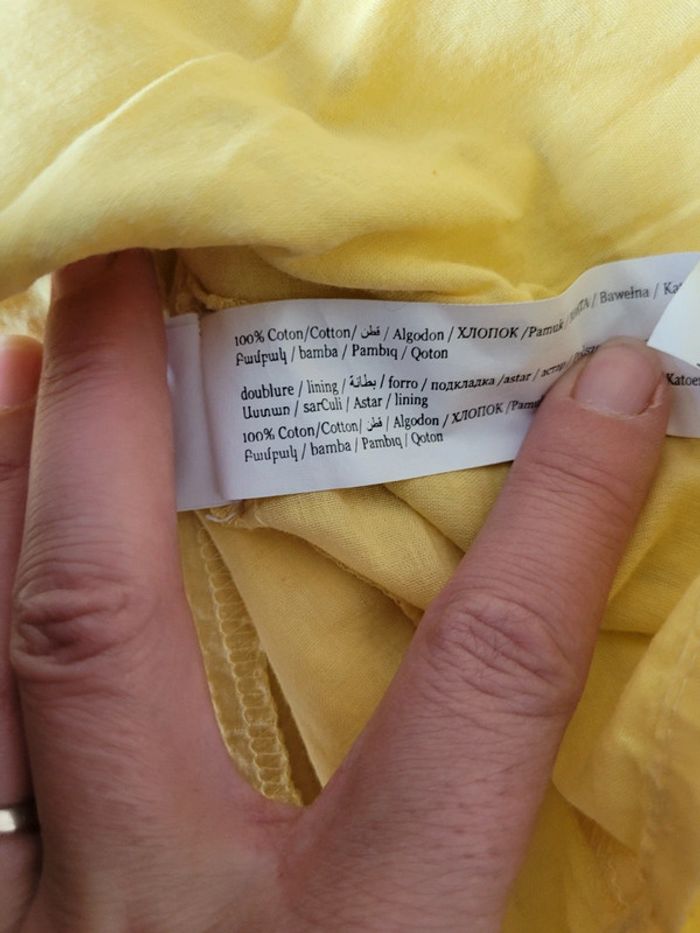 100% Coton/Cotton/ قطن / Algodon / ХЛОПОК /Pamuk / / Bawełna /
Բամբակ / bamba / Pambıq / Qoton
doublure / lining / بطانة / forro / подкладка /astar /
Աստառ / sarCuli / Astar / lining
100% Coton/Cotton/ قطن / Algodon / ХЛОПОК /Pamuk
Բամբակ / bamba / Pambıq / Qoton